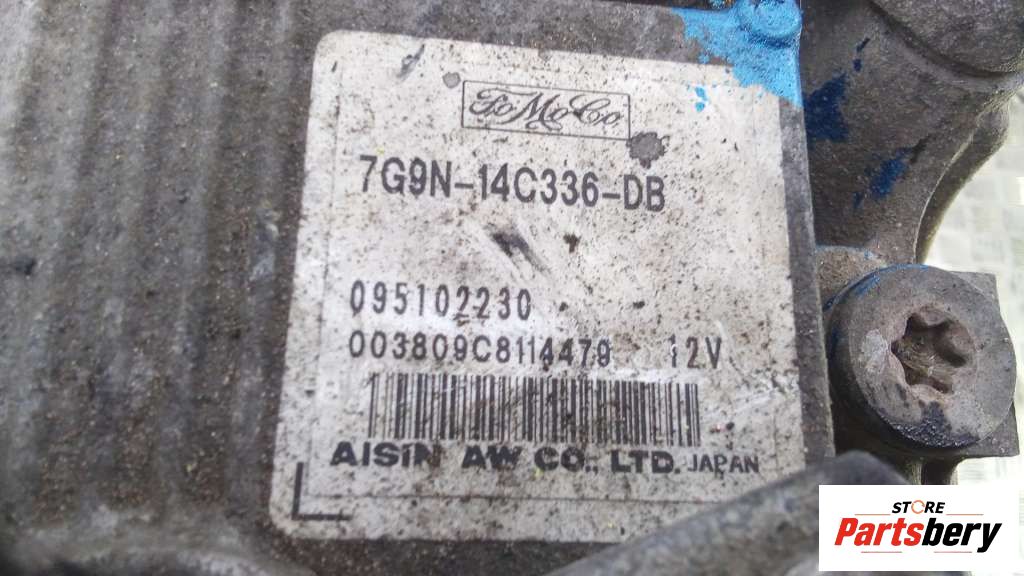 FoMoCo
7G9N-14C336-DB
095102230
003809C8114479 12V
AISIN AW CO., LTD. JAPAN
STORE
Partsbery